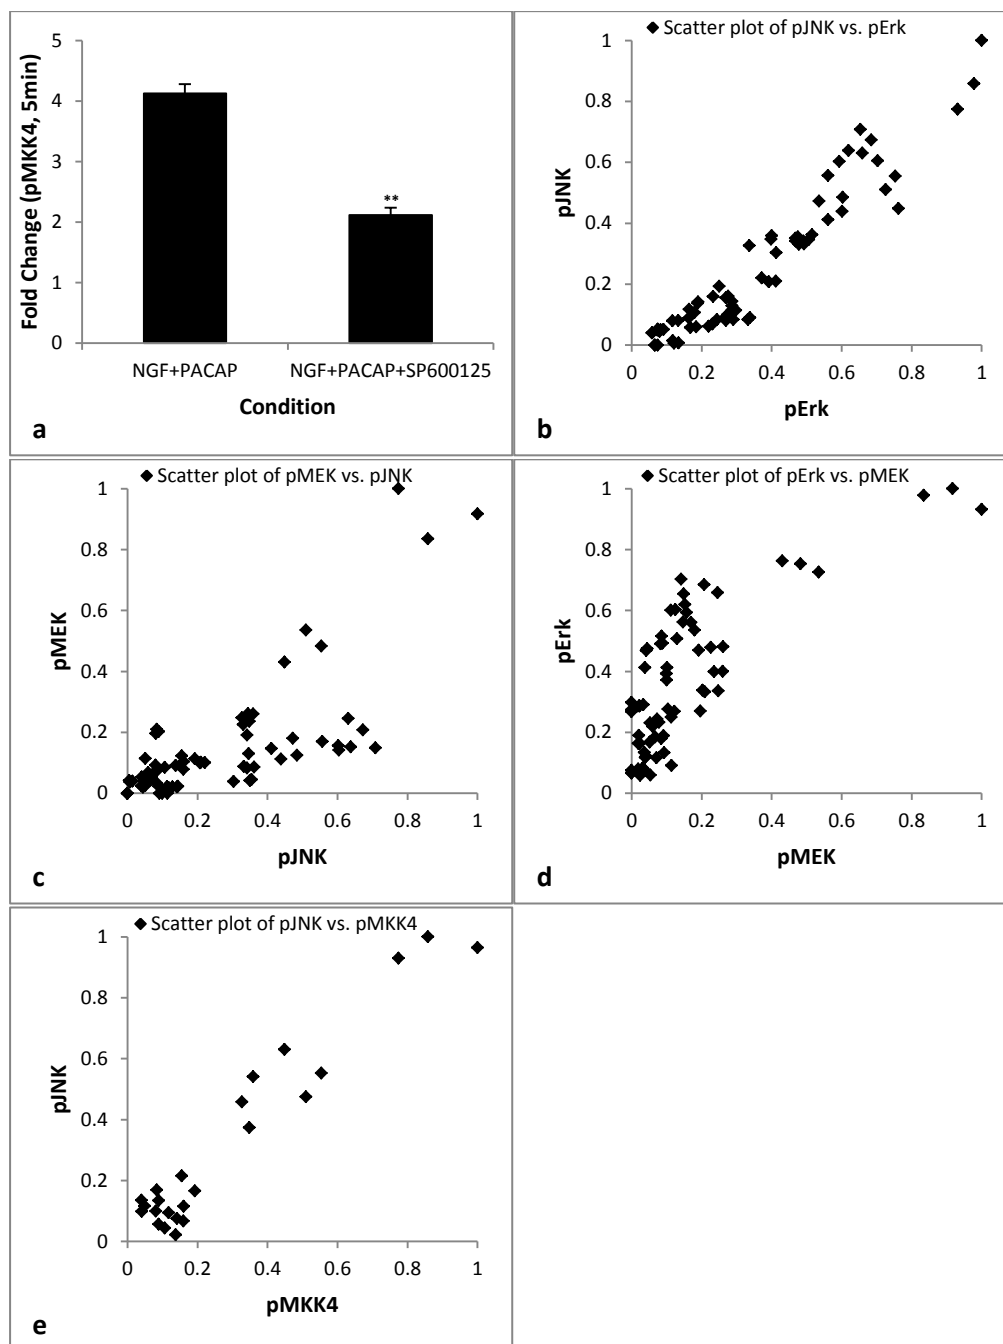 Fold Change (pMKK4, 5min)
5
4
3
2
1
0
**
NGF+PACAP
NGF+PACAP+SP600125
Condition
a
Scatter plot of pJNK vs. pErk
pJNK
1
0.8
0.6
0.4
0.2
0
0 0.2 0.4 0.6 0.8 1
pErk
b
Scatter plot of pMEK vs. pJNK
pMEK
1
0.8
0.6
0.4
0.2
0
0 0.2 0.4 0.6 0.8 1
pJNK
c
Scatter plot of pErk vs. pMEK
pErk
1
0.8
0.6
0.4
0.2
0
0 0.2 0.4 0.6 0.8 1
pMEK
d
Scatter plot of pJNK vs. pMKK4
pJNK
1
0.8
0.6
0.4
0.2
0
0 0.2 0.4 0.6 0.8 1
pMKK4
e